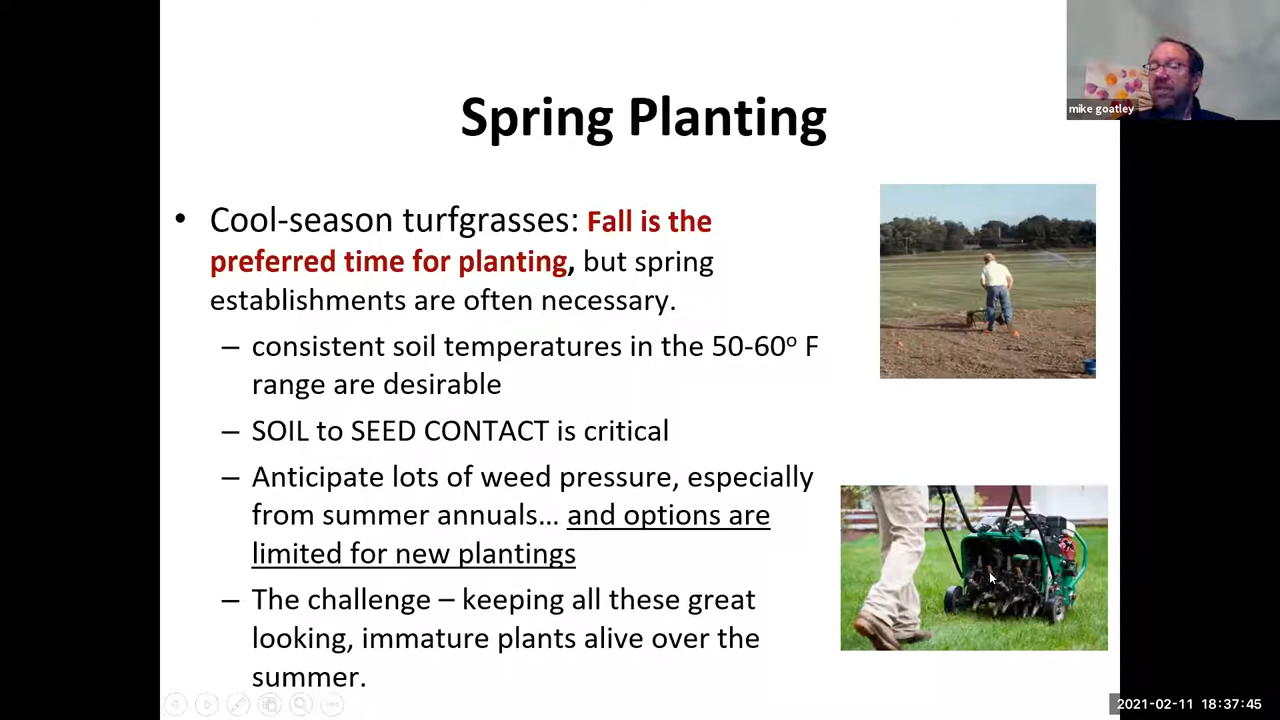 mike goatley
Spring Planting
• Cool-season turfgrasses: Fall is the
preferred time for planting, but spring
establishments are often necessary.
– consistent soil temperatures in the 50-60º F
range are desirable
– SOIL to SEED CONTACT is critical
– Anticipate lots of weed pressure, especially
from summer annuals… and options are
limited for new plantings
– The challenge – keeping all these great
looking, immature plants alive over the
summer.
2021-02-11 18:37:45